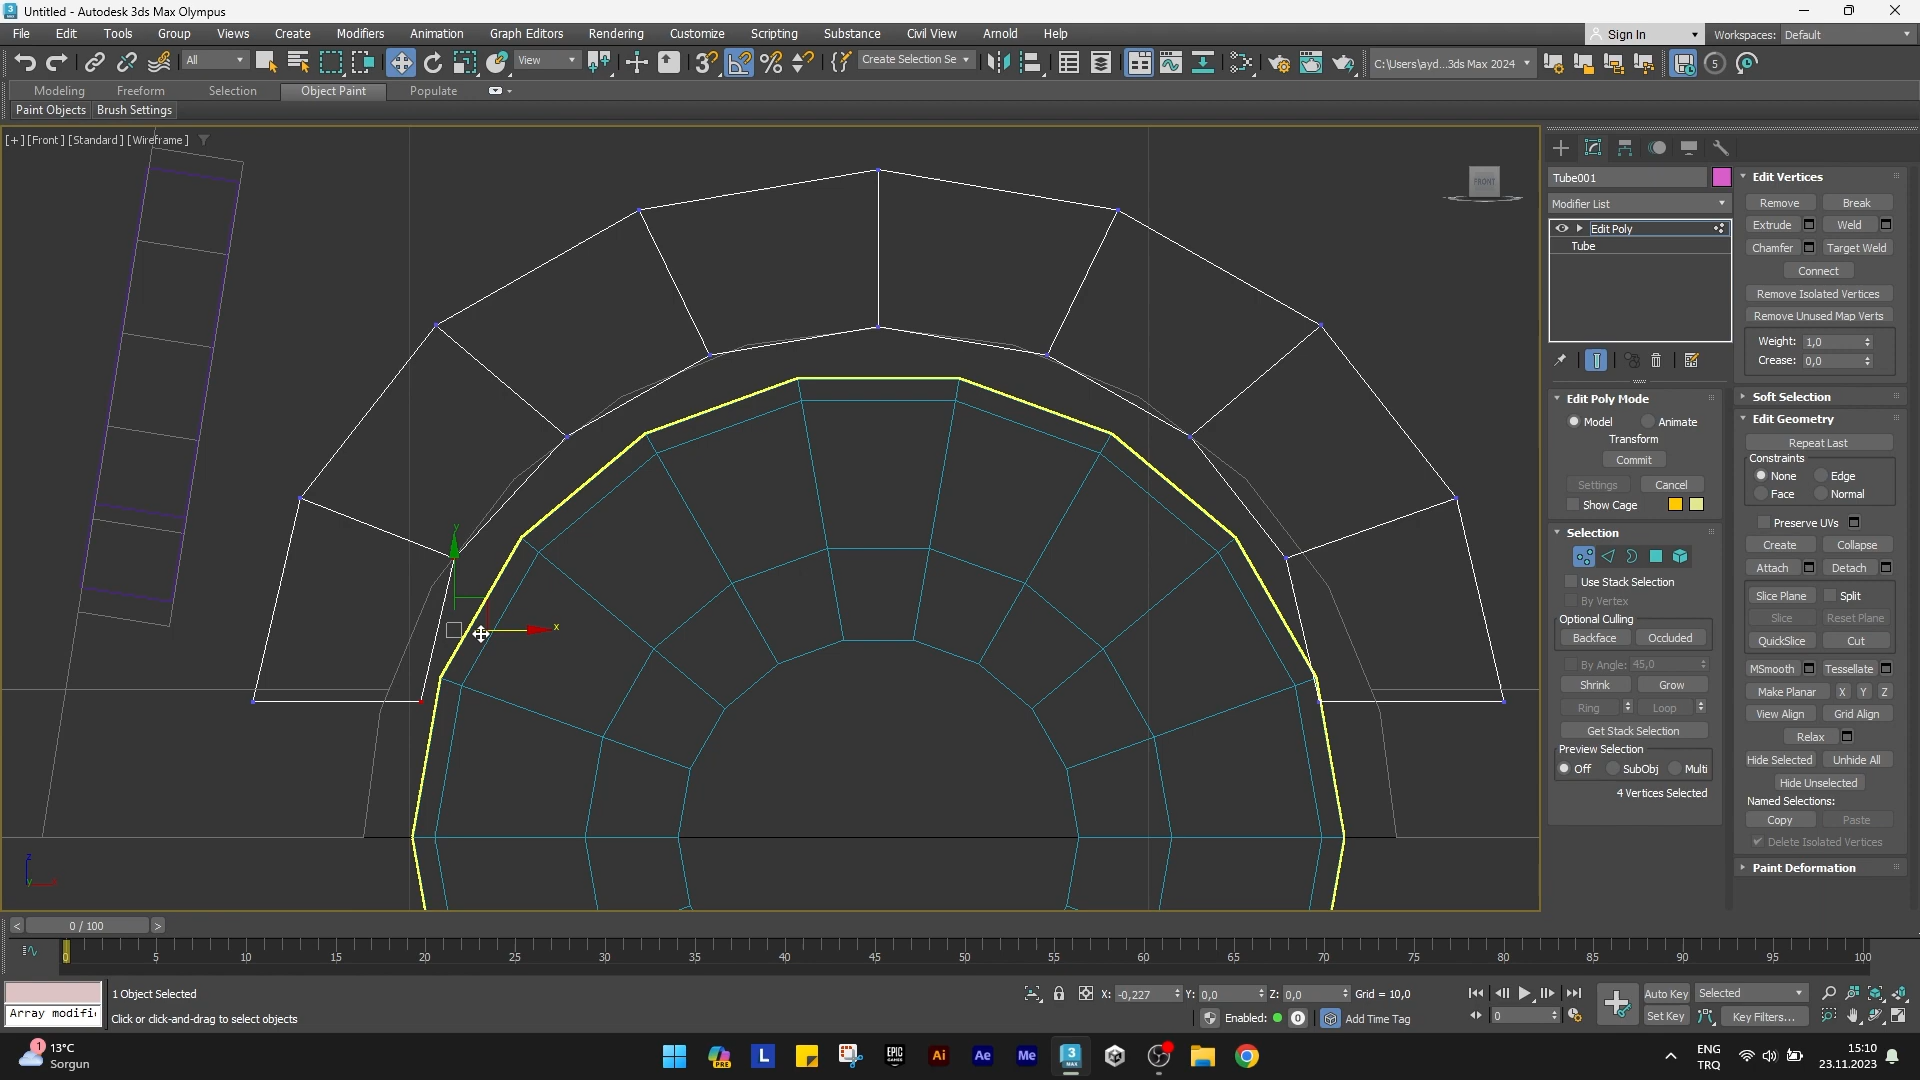 Untitled - Autodesk 3ds Max Olympus
File Edit Tools Group Views Create Modifiers Animation Graph Editors Rendering Customize Scripting Substance Civil View Arnold Help
Sign In Workspaces: Default
All View Create Selection Se C:\Users\ayd...3ds Max 2024
Modeling Freeform Selection Object Paint Populate
Paint Objects Brush Settings
[+] [Front] [Standard] [Wireframe]
FRONT
Tube001
Modifier List
Edit Poly
Tube
Edit Poly Mode
Model Animate
Transform
Commit
Settings Cancel
Show Cage
Selection
Use Stack Selection
By Vertex
Optional Culling
Backface Occluded
By Angle: 45,0
Shrink Grow
Ring Loop
Get Stack Selection
Preview Selection
Off SubObj Multi
4 Vertices Selected
Edit Vertices
Remove Break
Extrude Weld
Chamfer Target Weld
Connect
Remove Isolated Vertices
Remove Unused Map Verts
Weight: 1,0
Crease: 0,0
Soft Selection
Edit Geometry
Repeat Last
Constraints
None Edge
Face Normal
Preserve UVs
Create Collapse
Attach Detach
Slice Plane Split
Slice Reset Plane
QuickSlice Cut
MSmooth Tessellate
Make Planar X Y Z
View Align Grid Align
Relax
Hide Selected Unhide All
Hide Unselected
Named Selections:
Copy Paste
Delete Isolated Vertices
Paint Deformation
y
x
z
y
< 0 / 100 >
0 5 10 15 20 25 30 35 40 45 50 55 60 65 70 75 80 85 90 95 100
1 Object Selected
X: -0,227 Y: 0,0 Z: 0,0 Grid = 10,0
Auto Key Selected
Array modifi
Click or click-and-drag to select objects
Enabled: 0 Add Time Tag
0
Set Key Key Filters...
1
13°C
Sorgun
PRE L EPIC GAMES Ai Ae Me 3 MAX
ENG
TRQ
15:10
23.11.2023